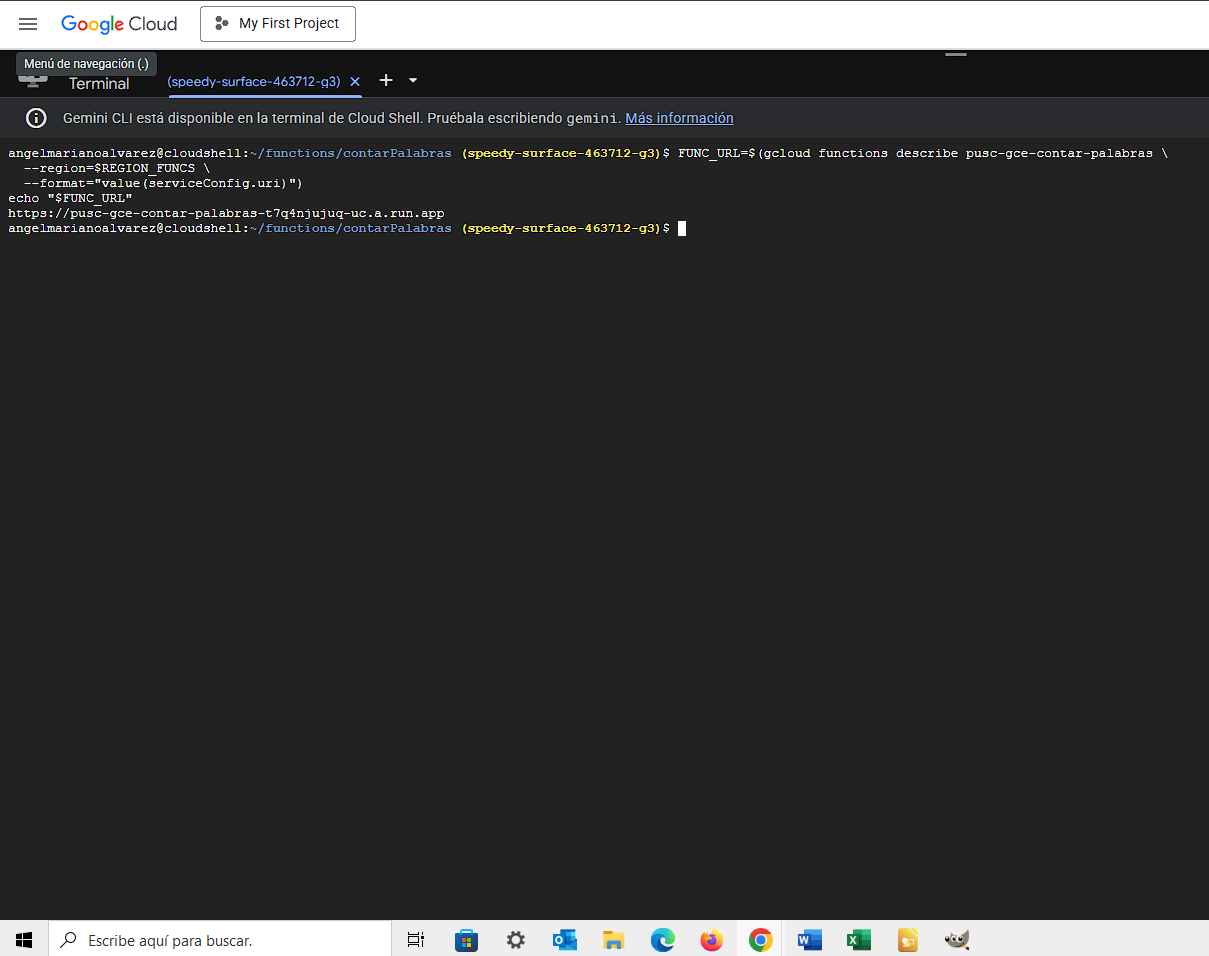 Google Cloud
My First Project
Menú de navegación (.)
Terminal
(speedy-surface-463712-g3)
Gemini CLI está disponible en la terminal de Cloud Shell. Pruébala escribiendo gemini. Más información
angelmarianoalvarez@cloudshell:~/functions/contarPalabras (speedy-surface-463712-g3)$ FUNC_URL=$(gcloud functions describe pusc-gce-contar-palabras \
  --region=$REGION_FUNCS \
  --format="value(serviceConfig.uri)")
echo "$FUNC_URL"
https://pusc-gce-contar-palabras-t7q4njujuq-uc.a.run.app
angelmarianoalvarez@cloudshell:~/functions/contarPalabras (speedy-surface-463712-g3)$
Escribe aquí para buscar.